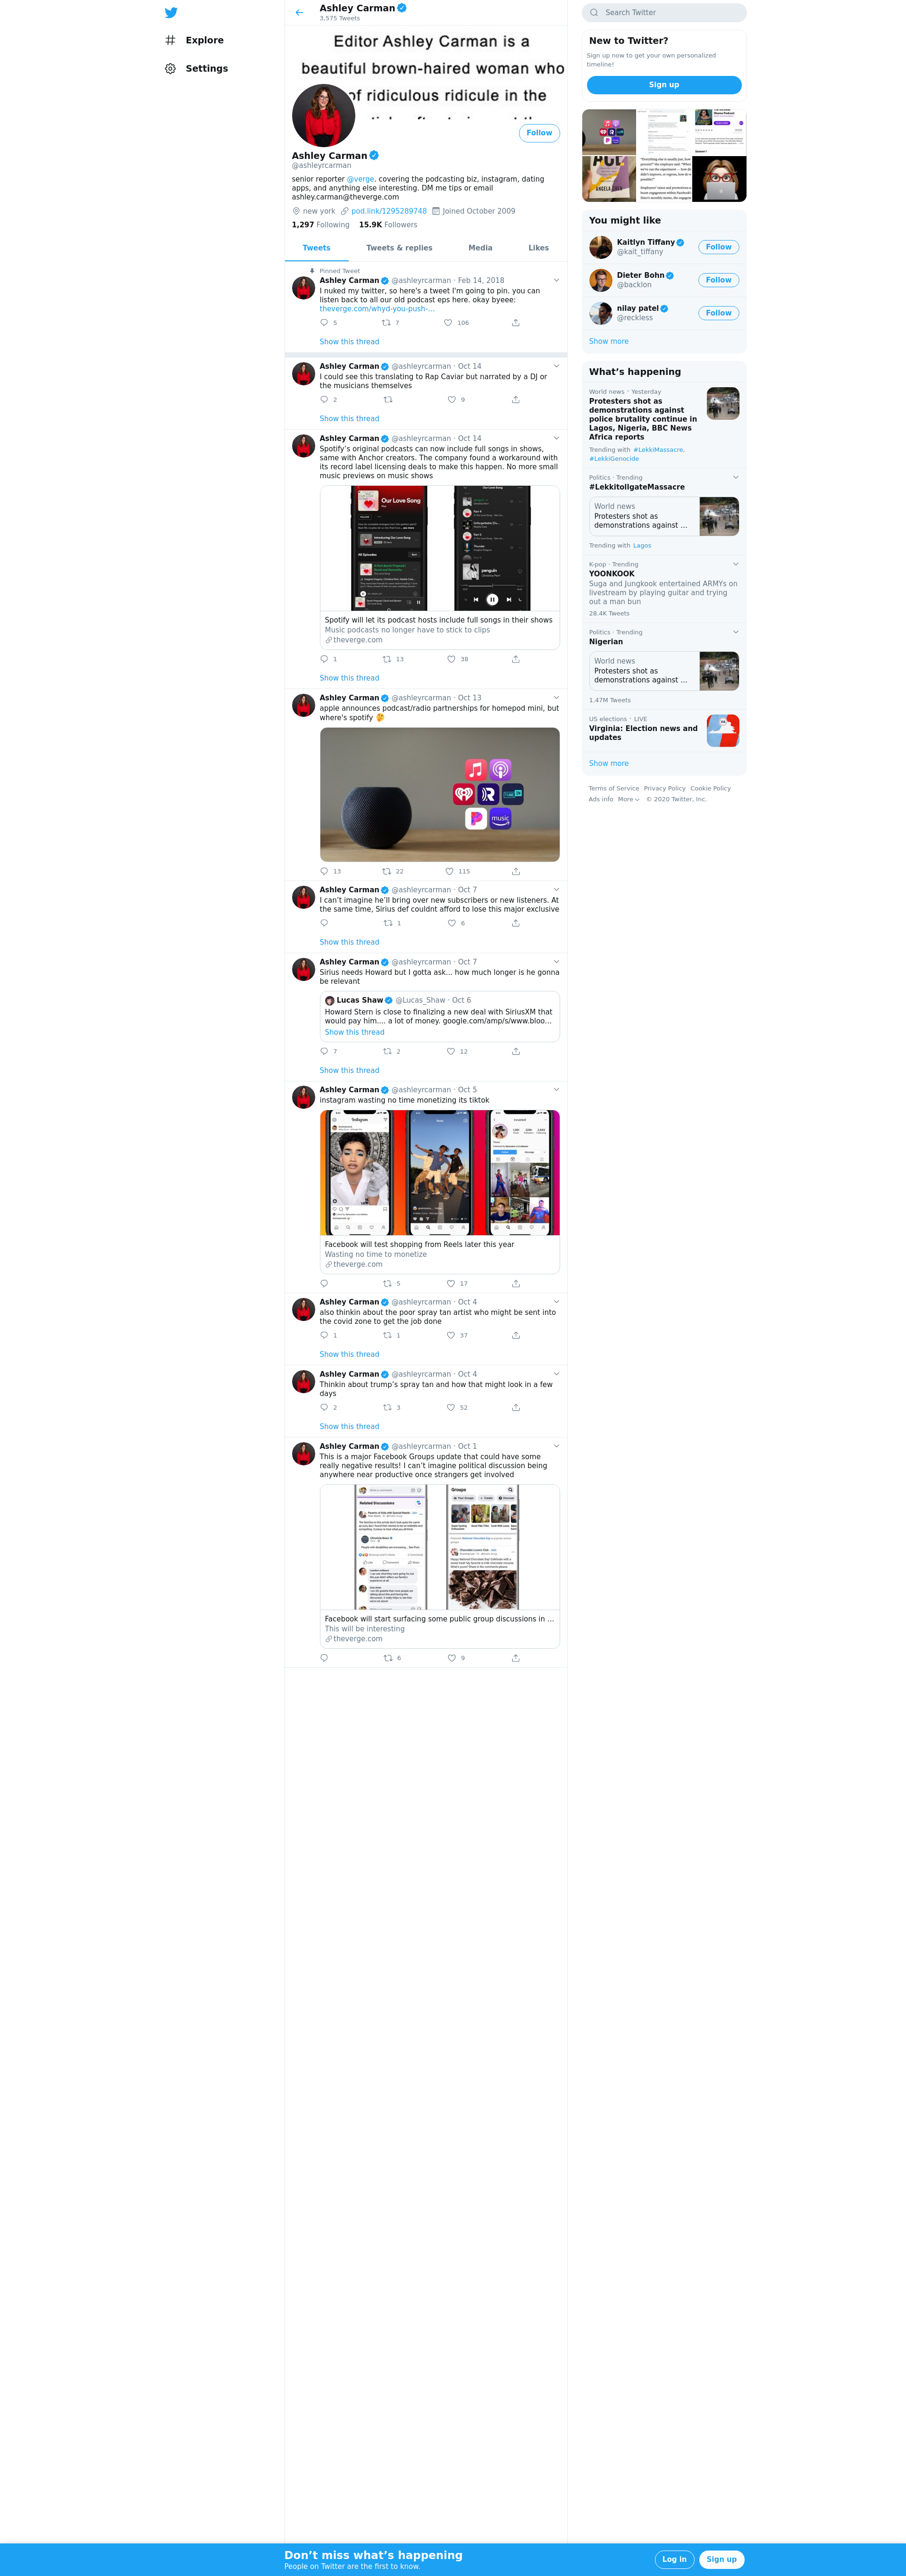 Explore
Settings
Ashley Carman
3,575 Tweets
Editor Ashley Carman is a
beautiful brown-haired woman who
of ridiculous ridicule in the
Follow
Ashley Carman
@ashleyrcarman
senior reporter @verge. covering the podcasting biz, instagram, dating
apps, and anything else interesting. DM me tips or email
ashley.carman@theverge.com
new york pod.link/1295289748 Joined October 2009
1,297 Following 15.9K Followers
Tweets Tweets & replies Media Likes
Pinned Tweet
Ashley Carman @ashleyrcarman · Feb 14, 2018
I nuked my twitter, so here's a tweet I'm going to pin. you can
listen back to all our old podcast eps here. okay byeee:
theverge.com/whyd-you-push-…
5 7 106
Show this thread
Ashley Carman @ashleyrcarman · Oct 14
I could see this translating to Rap Caviar but narrated by a DJ or
the musicians themselves
2 9
Show this thread
Ashley Carman @ashleyrcarman · Oct 14
Spotify's original podcasts can now include full songs in shows,
same with Anchor creators. The company found a workaround with
its record label licensing deals to make this happen. No more small
music previews on music shows
Our Love Song
Introducing Our Love Song
All Episodes
penguin
Spotify will let its podcast hosts include full songs in their shows
Music podcasts no longer have to stick to clips
theverge.com
1 13 38
Show this thread
Ashley Carman @ashleyrcarman · Oct 13
apple announces podcast/radio partnerships for homepod mini, but
where's spotify 🤔
music
13 22 115
Ashley Carman @ashleyrcarman · Oct 7
I can't imagine he'll bring over new subscribers or new listeners. At
the same time, Sirius def couldnt afford to lose this major exclusive
1 6
Show this thread
Ashley Carman @ashleyrcarman · Oct 7
Sirius needs Howard but I gotta ask... how much longer is he gonna
be relevant
Lucas Shaw @Lucas_Shaw · Oct 6
Howard Stern is close to finalizing a new deal with SiriusXM that
would pay him.... a lot of money. google.com/amp/s/www.bloo…
Show this thread
7 2 12
Show this thread
Ashley Carman @ashleyrcarman · Oct 5
instagram wasting no time monetizing its tiktok
Instagram
Facebook will test shopping from Reels later this year
Wasting no time to monetize
theverge.com
5 17
Ashley Carman @ashleyrcarman · Oct 4
also thinkin about the poor spray tan artist who might be sent into
the covid zone to get the job done
1 1 37
Show this thread
Ashley Carman @ashleyrcarman · Oct 4
Thinkin about trump's spray tan and how that might look in a few
days
2 3 52
Show this thread
Ashley Carman @ashleyrcarman · Oct 1
This is a major Facebook Groups update that could have some
really negative results! I can't imagine political discussion being
anywhere near productive once strangers get involved
Related Discussions
Groups
Facebook will start surfacing some public group discussions in …
This will be interesting
theverge.com
6 9
Search Twitter
New to Twitter?
Sign up now to get your own personalized
timeline!
Sign up
You might like
Kaitlyn Tiffany
@kait_tiffany
Follow
Dieter Bohn
@backlon
Follow
nilay patel
@reckless
Follow
Show more
What's happening
World news · Yesterday
Protesters shot as
demonstrations against
police brutality continue in
Lagos, Nigeria, BBC News
Africa reports
Trending with #LekkiMassacre,
#LekkiGenocide
Politics · Trending
#LekkitollgateMassacre
World news
Protesters shot as
demonstrations against …
Trending with Lagos
K-pop · Trending
YOONKOOK
Suga and Jungkook entertained ARMYs on
livestream by playing guitar and trying
out a man bun
28.4K Tweets
Politics · Trending
Nigerian
World news
Protesters shot as
demonstrations against …
1.47M Tweets
US elections · LIVE
Virginia: Election news and
updates
Show more
Terms of Service Privacy Policy Cookie Policy
Ads info More © 2020 Twitter, Inc.
Don't miss what's happening
People on Twitter are the first to know.
Log in
Sign up